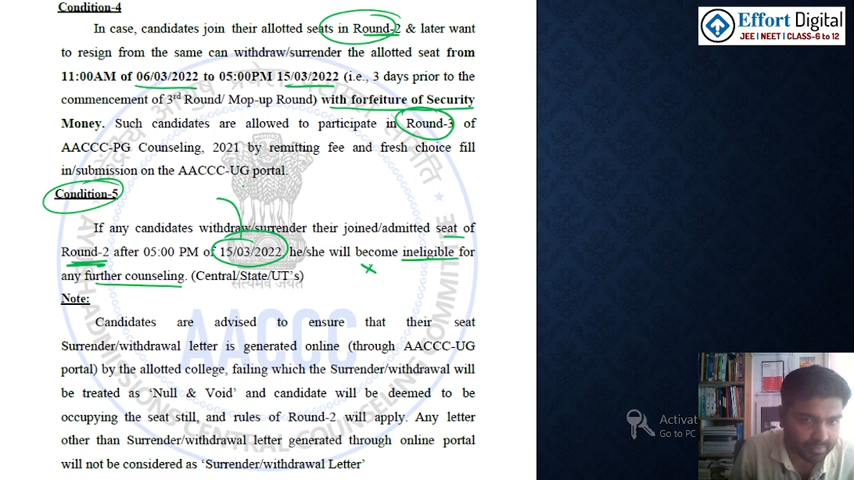 Condition-4
In case, candidates join their allotted seats in Round-2 & later want
to resign from the same can withdraw/surrender the allotted seat from
11:00AM of 06/03/2022 to 05:00PM 15/03/2022 (i.e., 3 days prior to the
commencement of 3rd Round/ Mop-up Round) with forfeiture of Security
Money. Such candidates are allowed to participate in Round-3 of
AACCC-PG Counseling, 2021 by remitting fee and fresh choice fill
in/submission on the AACCC-UG portal.
Condition-5
If any candidates withdraw/surrender their joined/admitted seat of
Round-2 after 05:00 PM of 15/03/2022 he/she will become ineligible for
any further counseling. (Central/State/UT's)
सत्यमेव जयते
Note:
Candidates are advised to ensure that their seat
Surrender/withdrawal letter is generated online (through AACCC-UG
portal) by the allotted college, failing which the Surrender/withdrawal will
be treated as 'Null & Void' and candidate will be deemed to be
occupying the seat still, and rules of Round-2 will apply. Any letter
other than Surrender/withdrawal letter generated through online portal
will not be considered as 'Surrender/withdrawal Letter'
AACCC
Effort Digital
JEE | NEET | CLASS-6 to 12
Activat
Go to PC